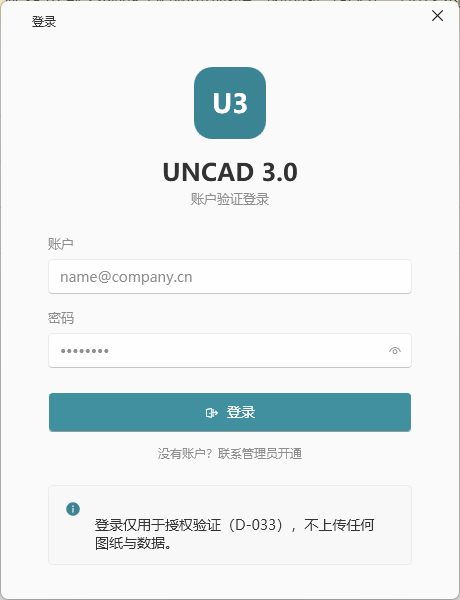 登录
U3
UNCAD 3.0
账户验证登录
账户
name@company.cn
密码
••••••••
登录
没有账户？联系管理员开通
登录仅用于授权验证（D-033），不上传任何
图纸与数据。